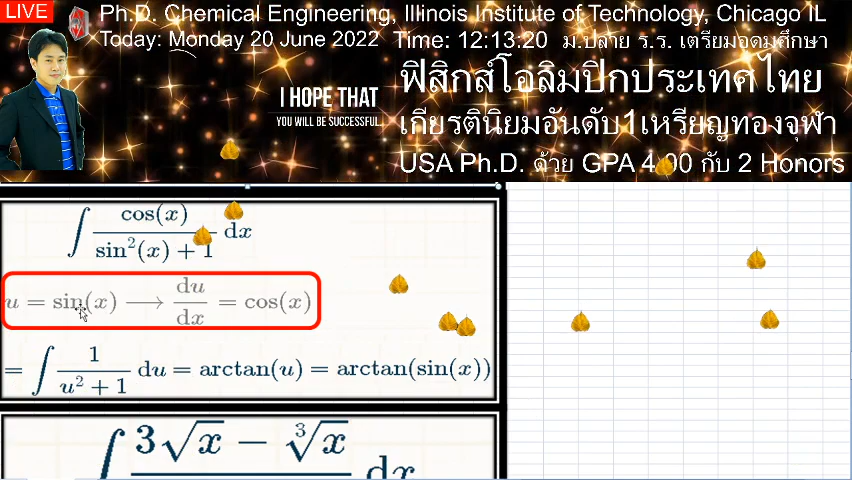 LIVE
Ph.D. Chemical Engineering, Illinois Institute of Technology, Chicago IL
Today: Monday 20 June 2022 Time: 12:13:20 ม.ปลาย ร.ร. เตรียมอุดมศึกษา
ฟิสิกส์โอลิมปิกประเทศไทย
I HOPE THAT
YOU WILL BE SUCCESSFUL
เกียรตินิยมอันดับ1เหรียญทองจุฬา
USA Ph.D. ด้วย GPA 4.00 กับ 2 Honors
∫ cos(x) / (sin²(x) + 1) dx
u = sin(x) ⟶ du/dx = cos(x)
= ∫ 1 / (u² + 1) du = arctan(u) = arctan(sin(x))
∫ 3√x − ∛x dx